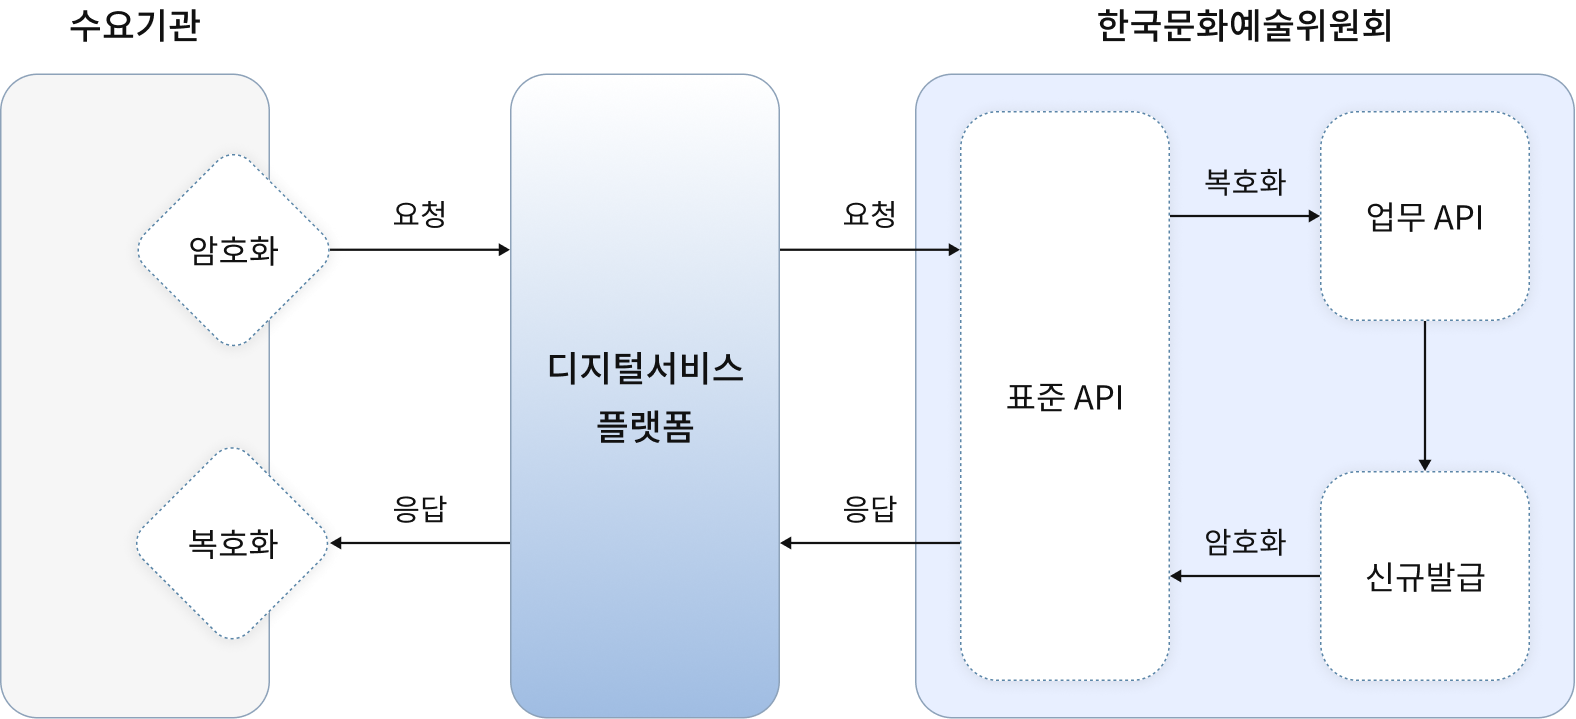 수요기관
한국문화예술위원회
암호화
요청
요청
복호화
업무 API
디지털서비스
플랫폼
표준 API
복호화
응답
응답
암호화
신규발급